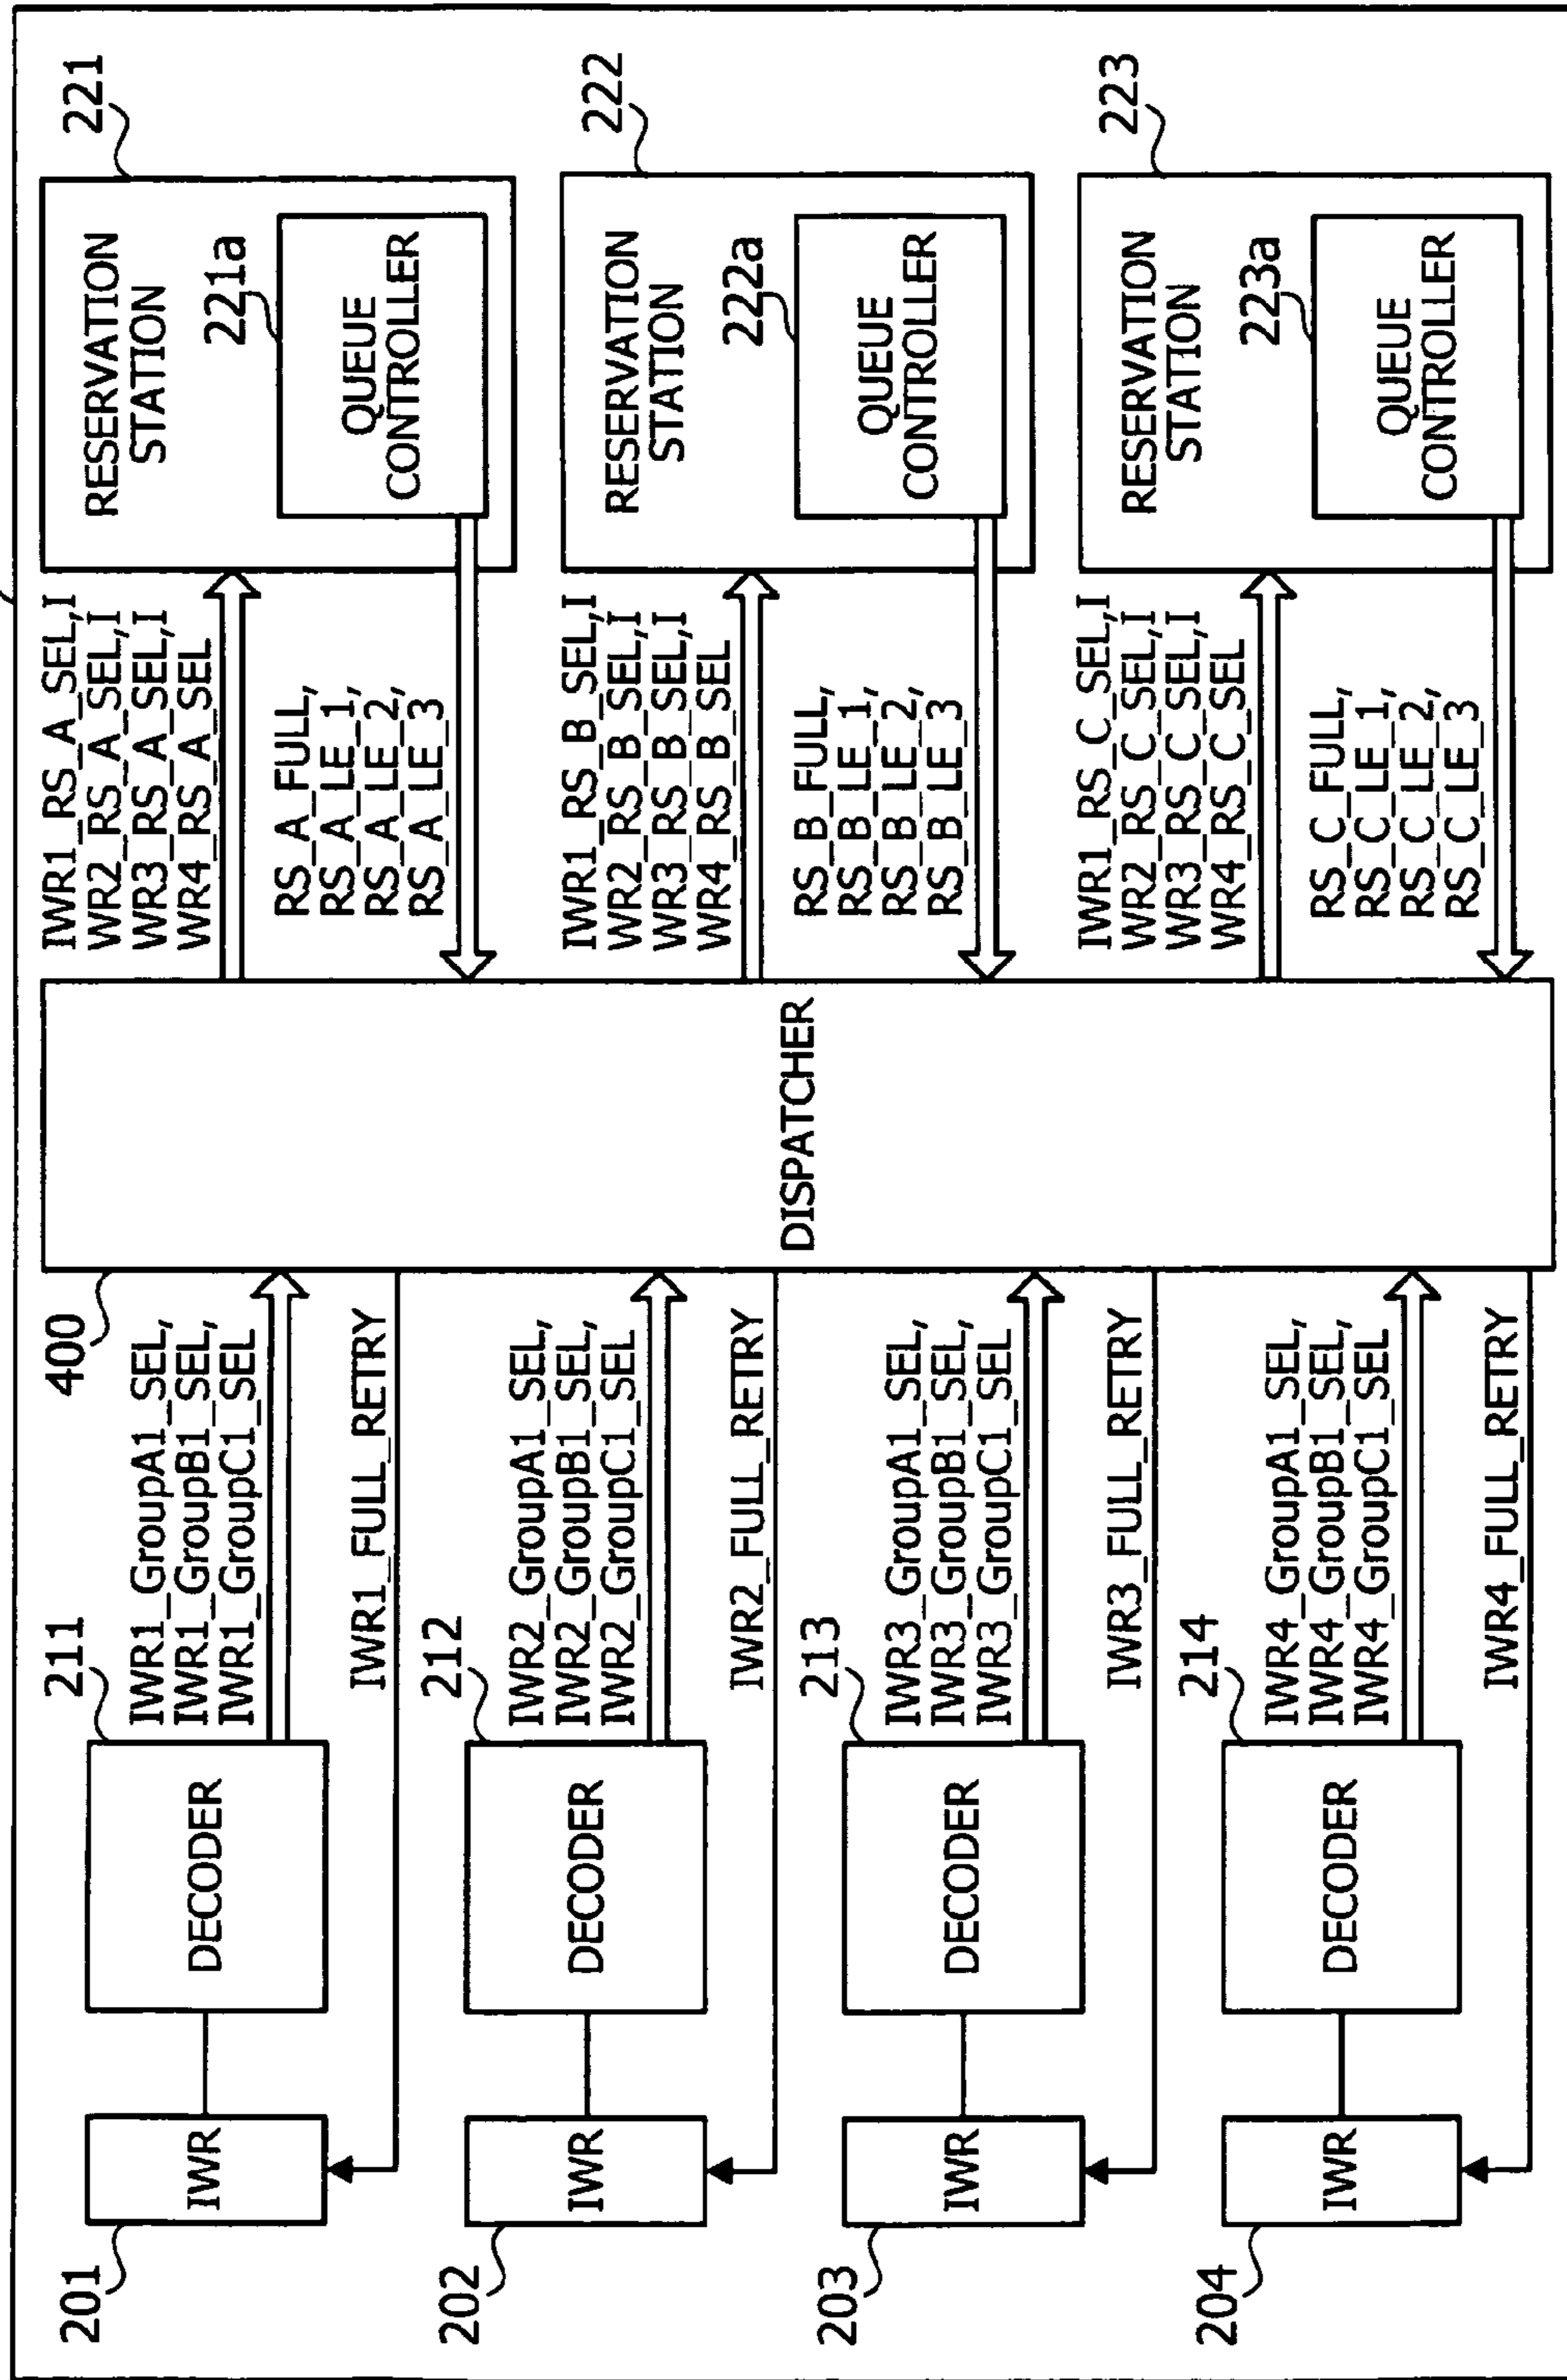 201
IWR
211
DECODER
IWR1_GroupA1_SEL,
IWR1_GroupB1_SEL,
IWR1_GroupC1_SEL
IWR1_FULL_RETRY
202
IWR
212
DECODER
IWR2_GroupA1_SEL,
IWR2_GroupB1_SEL,
IWR2_GroupC1_SEL
IWR2_FULL_RETRY
203
IWR
213
DECODER
IWR3_GroupA1_SEL,
IWR3_GroupB1_SEL,
IWR3_GroupC1_SEL
IWR3_FULL_RETRY
204
IWR
214
DECODER
IWR4_GroupA1_SEL,
IWR4_GroupB1_SEL,
IWR4_GroupC1_SEL
IWR4_FULL_RETRY
400
DISPATCHER
IWR1_RS_A_SEL,I
WR2_RS_A_SEL,I
WR3_RS_A_SEL,I
WR4_RS_A_SEL
RS_A_FULL,
RS_A_LE_1,
RS_A_LE_2,
RS_A_LE_3
221
RESERVATION
STATION
221a
QUEUE
CONTROLLER
IWR1_RS_B_SEL,I
WR2_RS_B_SEL,I
WR3_RS_B_SEL,I
WR4_RS_B_SEL
RS_B_FULL,
RS_B_LE_1,
RS_B_LE_2,
RS_B_LE_3
222
RESERVATION
STATION
222a
QUEUE
CONTROLLER
IWR1_RS_C_SEL,I
WR2_RS_C_SEL,I
WR3_RS_C_SEL,I
WR4_RS_C_SEL
RS_C_FULL,
RS_C_LE_1,
RS_C_LE_2,
RS_C_LE_3
223
RESERVATION
STATION
223a
QUEUE
CONTROLLER